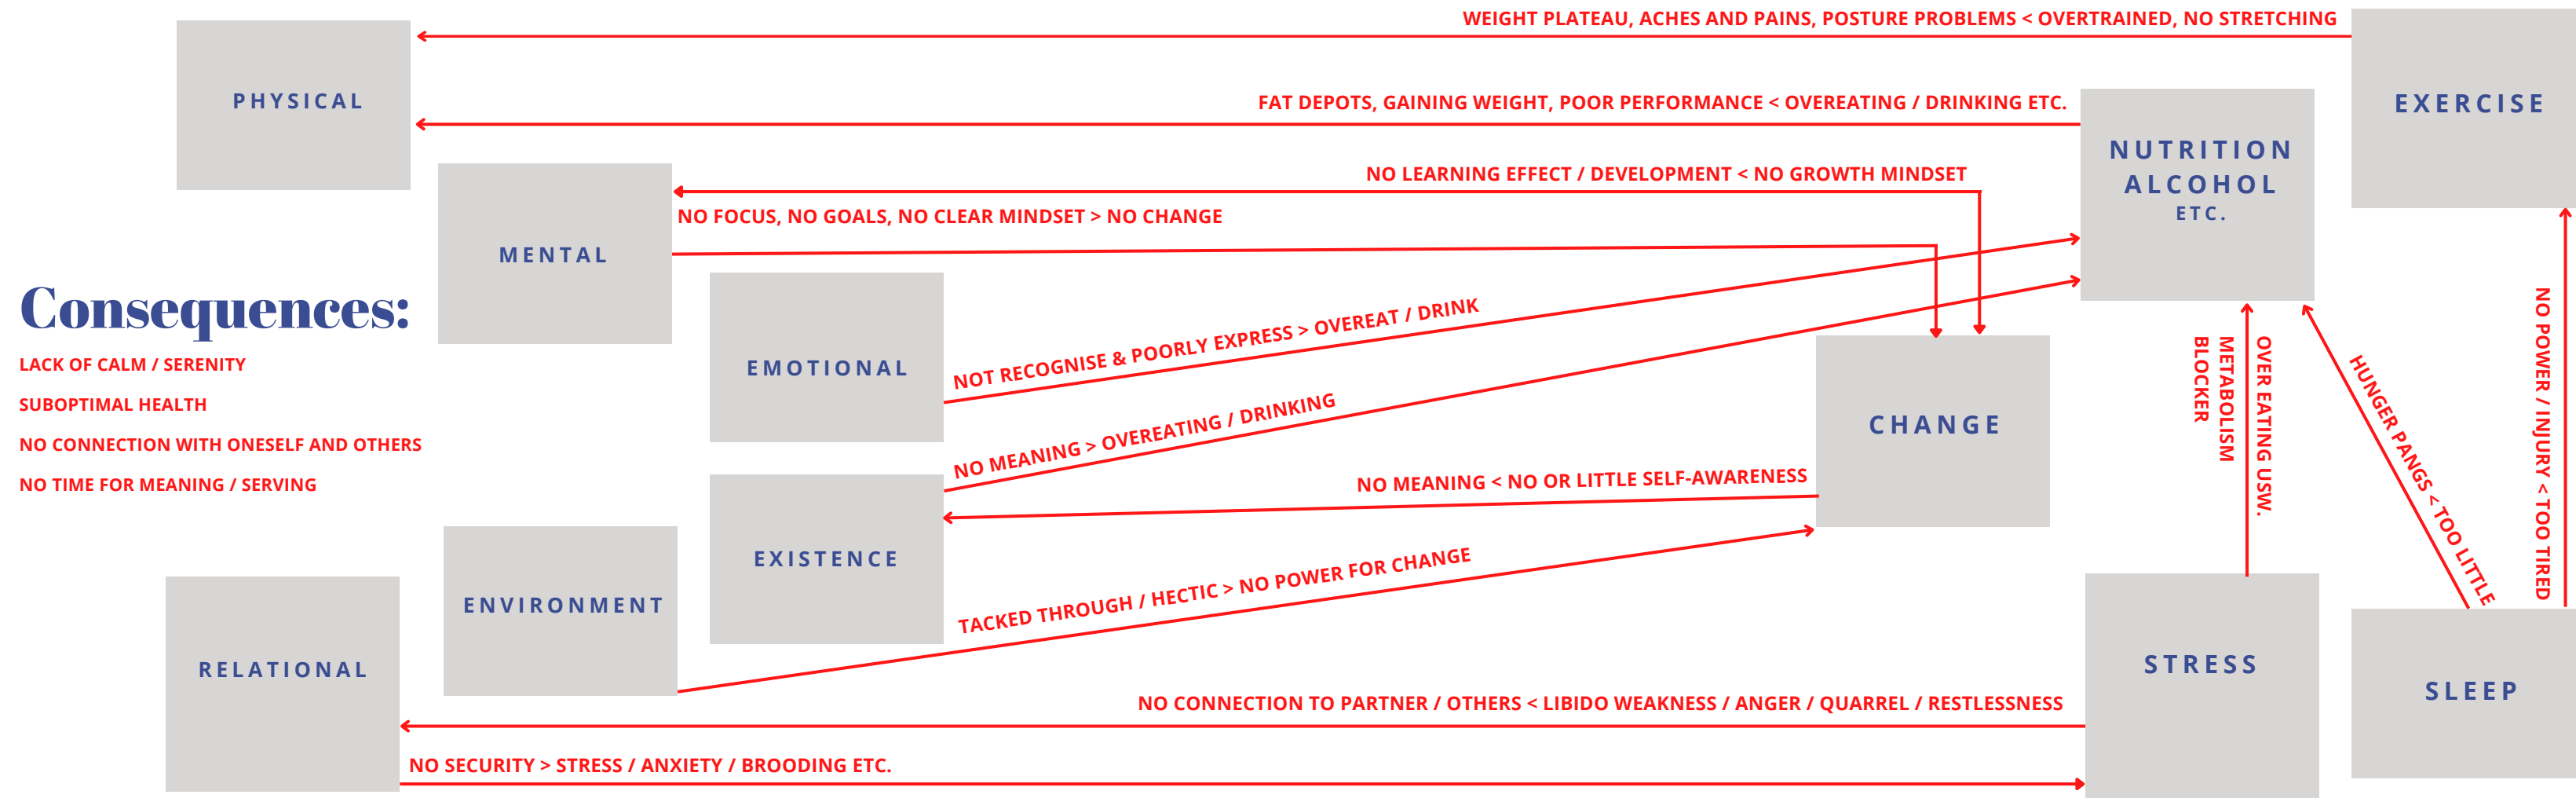 WEIGHT PLATEAU, ACHES AND PAINS, POSTURE PROBLEMS < OVERTRAINED, NO STRETCHING
PHYSICAL
EXERCISE
FAT DEPOTS, GAINING WEIGHT, POOR PERFORMANCE < OVEREATING / DRINKING ETC.
NUTRITION
ALCOHOL
ETC.
NO LEARNING EFFECT / DEVELOPMENT < NO GROWTH MINDSET
NO FOCUS, NO GOALS, NO CLEAR MINDSET > NO CHANGE
MENTAL
Consequences:
LACK OF CALM / SERENITY
SUBOPTIMAL HEALTH
NO CONNECTION WITH ONESELF AND OTHERS
NO TIME FOR MEANING / SERVING
EMOTIONAL
NOT RECOGNISE & POORLY EXPRESS > OVEREAT / DRINK
NO MEANING > OVEREATING / DRINKING
CHANGE
NO MEANING < NO OR LITTLE SELF-AWARENESS
EXISTENCE
TACKED THROUGH / HECTIC > NO POWER FOR CHANGE
ENVIRONMENT
RELATIONAL
OVER EATING USW.
METABOLISM
BLOCKER
HUNGER PANGS < TOO LITTLE
NO POWER / INJURY < TOO TIRED
STRESS
SLEEP
NO CONNECTION TO PARTNER / OTHERS < LIBIDO WEAKNESS / ANGER / QUARREL / RESTLESSNESS
NO SECURITY > STRESS / ANXIETY / BROODING ETC.